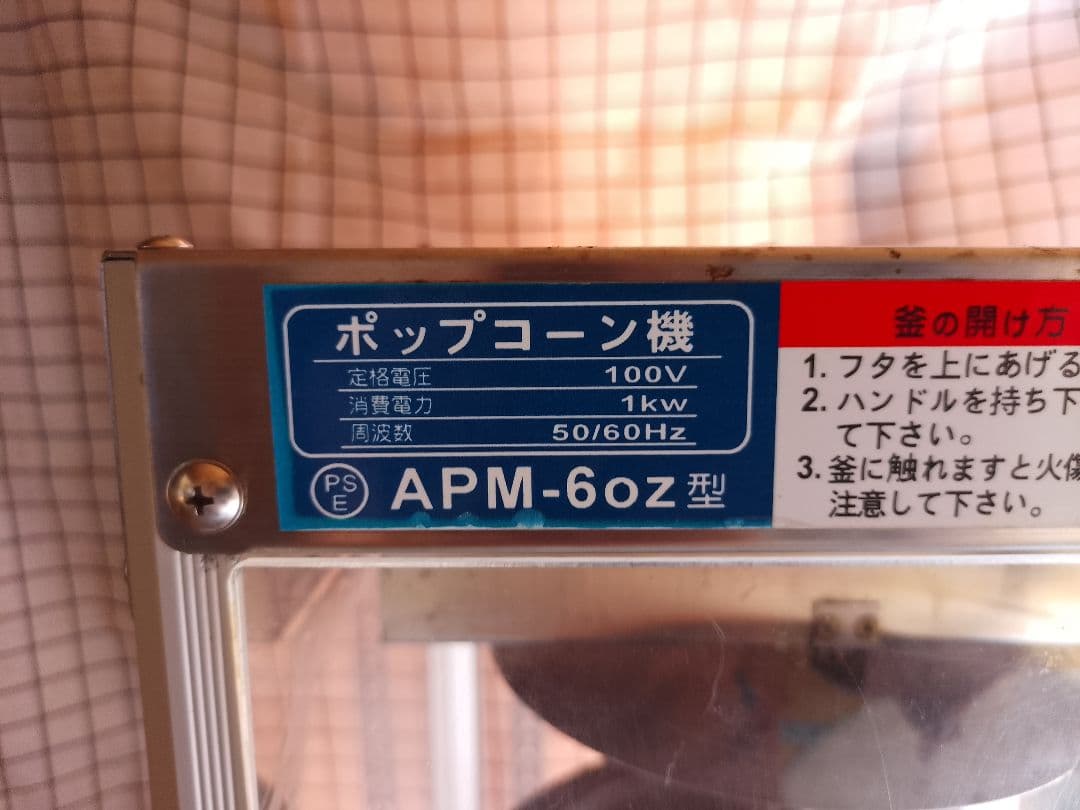 ポップコーン機
定格電圧 100V
消費電力 1kw
周波数 50/60Hz
PS
E
APM-6oz型
釜の開け方
1. フタを上にあげる
2. ハンドルを持ち下
て下さい。
3. 釜に触れますと火傷
注意して下さい。